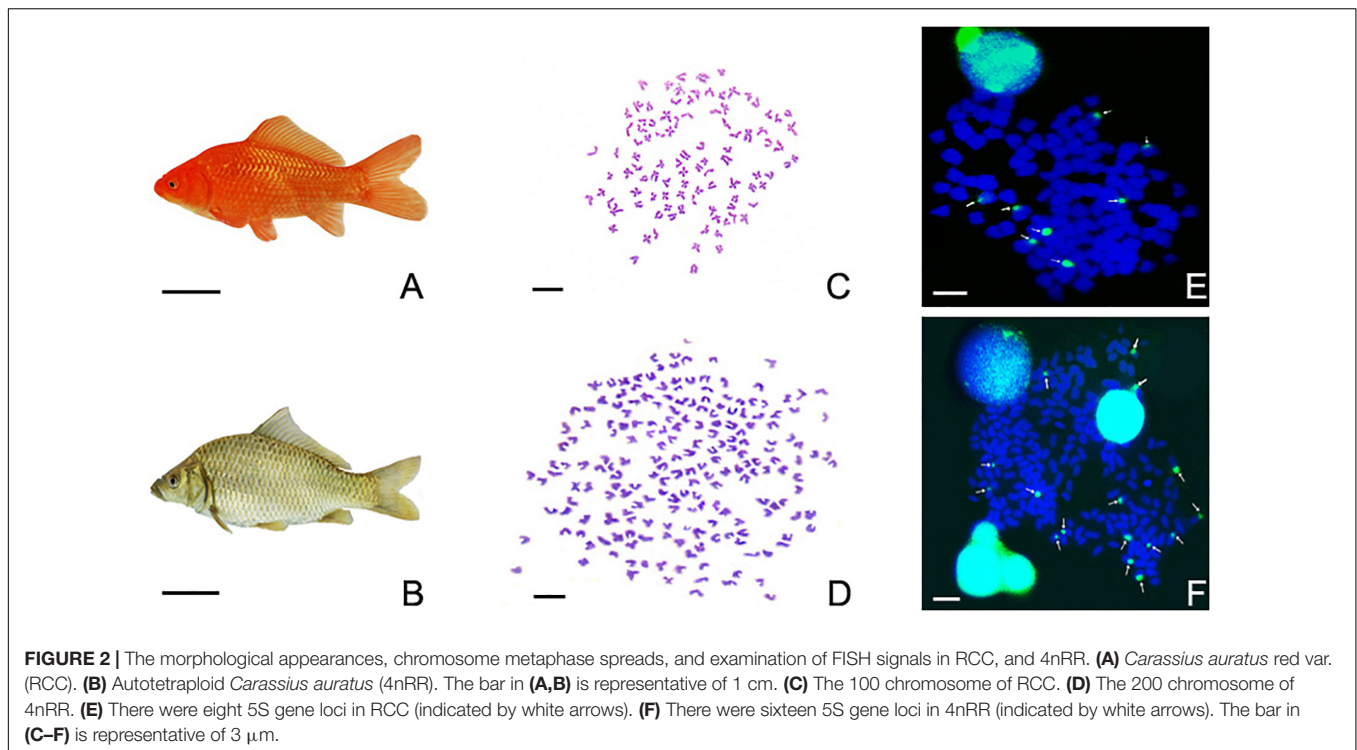 A
B
C
D
E
F
FIGURE 2 | The morphological appearances, chromosome metaphase spreads, and examination of FISH signals in RCC, and 4nRR. (A) Carassius auratus red var.
(RCC). (B) Autotetraploid Carassius auratus (4nRR). The bar in (A,B) is representative of 1 cm. (C) The 100 chromosome of RCC. (D) The 200 chromosome of
4nRR. (E) There were eight 5S gene loci in RCC (indicated by white arrows). (F) There were sixteen 5S gene loci in 4nRR (indicated by white arrows). The bar in
(C–F) is representative of 3 μm.